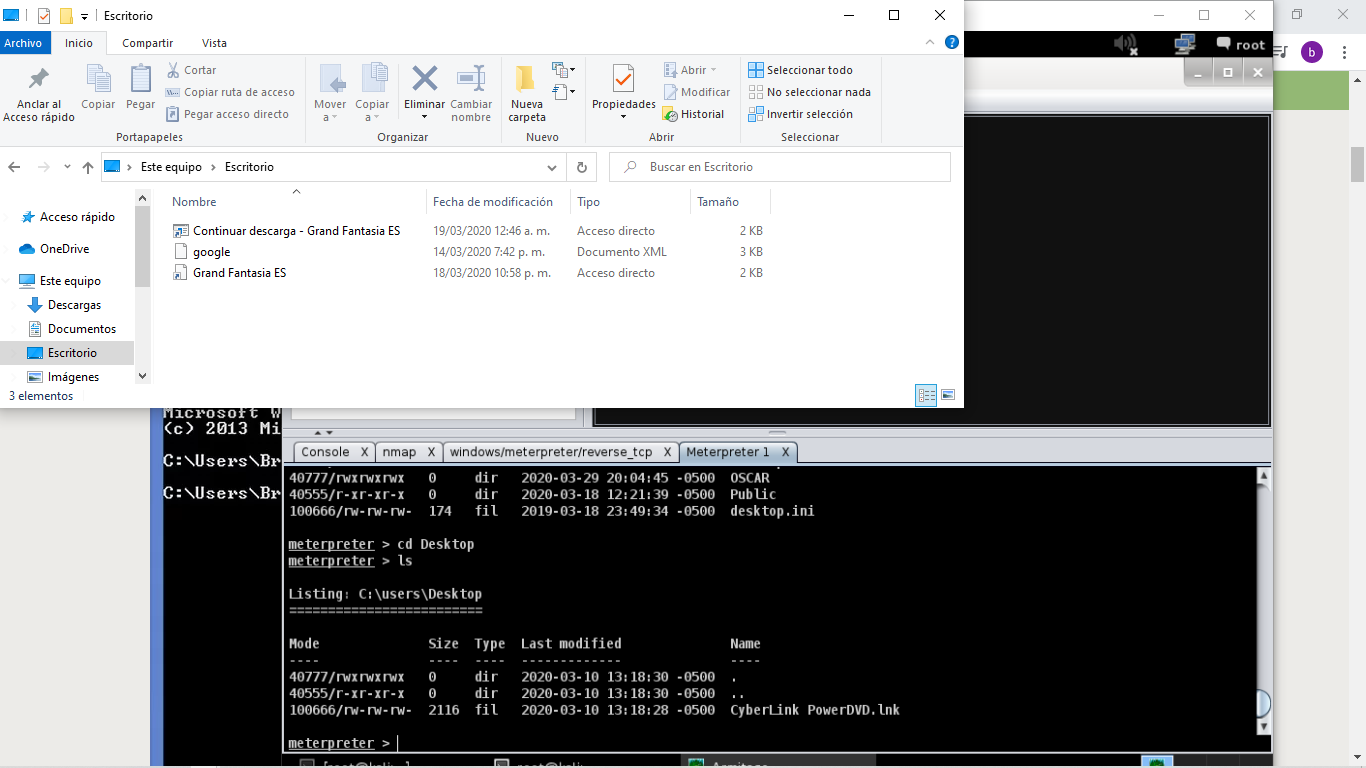 Escritorio
Archivo Inicio Compartir Vista
root
b
Anclar al Acceso rápido
Copiar
Pegar
Cortar
Copiar ruta de acceso
Pegar acceso directo
Mover a
Copiar a
Eliminar
Cambiar nombre
Nueva carpeta
Propiedades
Abrir
Modificar
Historial
Seleccionar todo
No seleccionar nada
Invertir selección
Portapapeles Organizar Nuevo Abrir Seleccionar
Este equipo > Escritorio
Buscar en Escritorio
Nombre Fecha de modificación Tipo Tamaño
Continuar descarga - Grand Fantasia ES 19/03/2020 12:46 a. m. Acceso directo 2 KB
google 14/03/2020 7:42 p. m. Documento XML 3 KB
Grand Fantasia ES 18/03/2020 10:58 p. m. Acceso directo 2 KB
Acceso rápido
OneDrive
Este equipo
Descargas
Documentos
Escritorio
Imágenes
3 elementos
Microsoft W
(c) 2013 Mi
C:\Users\Br
C:\Users\Br
Console X nmap X windows/meterpreter/reverse_tcp X Meterpreter 1 X
40777/rwxrwxrwx 0 dir 2020-03-29 20:04:45 -0500 OSCAR
40555/r-xr-xr-x 0 dir 2020-03-18 12:21:39 -0500 Public
100666/rw-rw-rw- 174 fil 2019-03-18 23:49:34 -0500 desktop.ini
meterpreter > cd Desktop
meterpreter > ls
Listing: C:\users\Desktop
=========================
Mode Size Type Last modified Name
---- ---- ---- ------------- ----
40777/rwxrwxrwx 0 dir 2020-03-10 13:18:30 -0500 .
40555/r-xr-xr-x 0 dir 2020-03-10 13:18:30 -0500 ..
100666/rw-rw-rw- 2116 fil 2020-03-10 13:18:28 -0500 CyberLink PowerDVD.lnk
meterpreter >